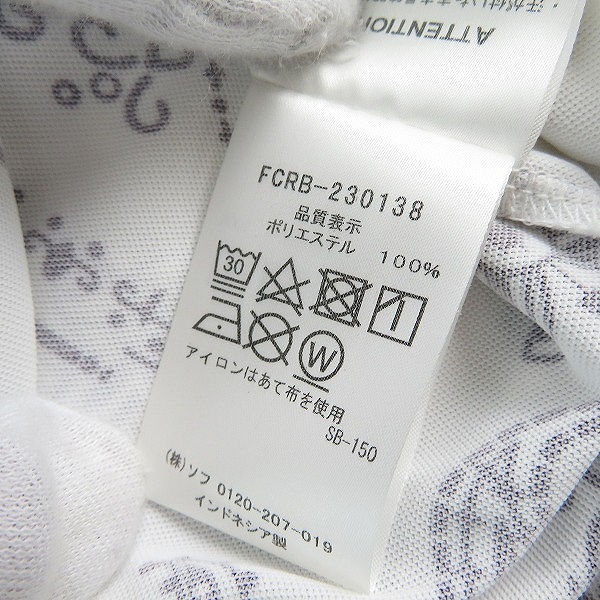 ATTENTION
FCRB-230138
品質表示
ポリエステル 100%
30
W
アイロンはあて布を使用
SB-150
(株)ソフ 0120-207-019
インドネシア製